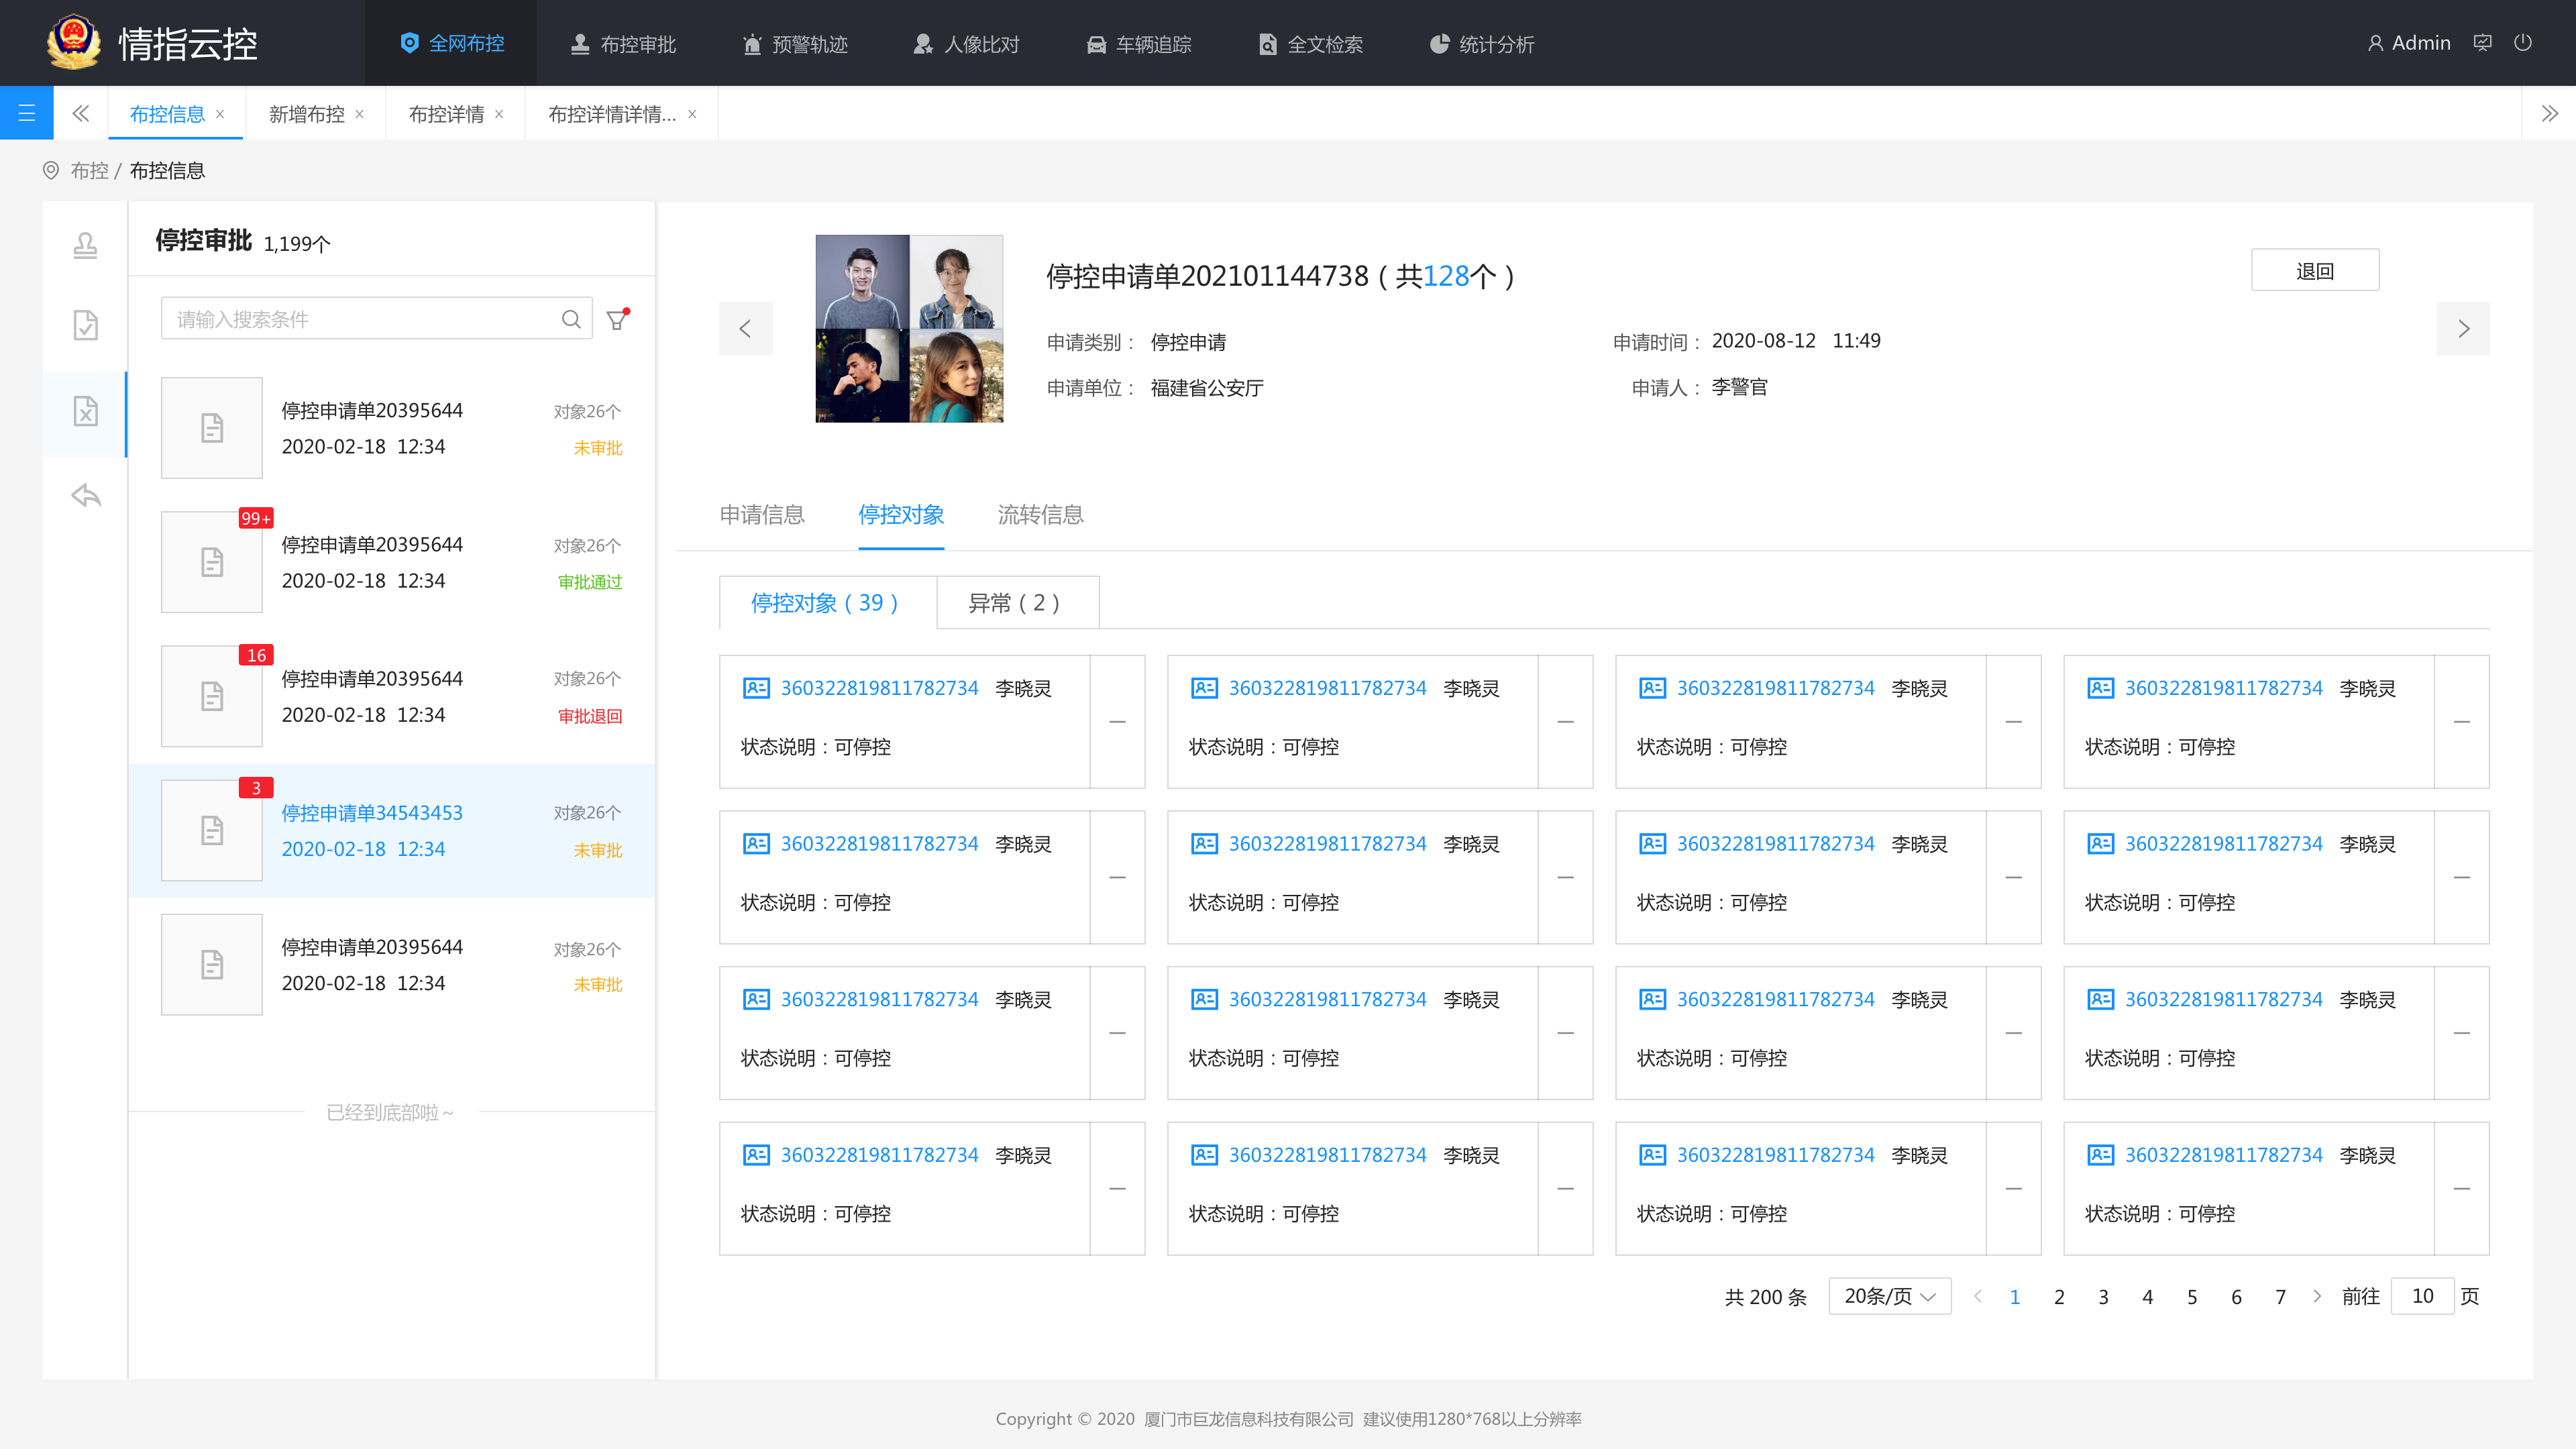 情指云控
全网布控
布控审批
预警轨迹
人像比对
车辆追踪
全文检索
统计分析
Admin
布控信息 ×
新增布控 ×
布控详情 ×
布控详情详情... ×
布控 / 布控信息
停控审批 1,199个
请输入搜索条件
停控申请单20395644 对象26个
2020-02-18 12:34 未审批
99+
停控申请单20395644 对象26个
2020-02-18 12:34 审批通过
16
停控申请单20395644 对象26个
2020-02-18 12:34 审批退回
3
停控申请单34543453 对象26个
2020-02-18 12:34 未审批
停控申请单20395644 对象26个
2020-02-18 12:34 未审批
已经到底部啦~
停控申请单202101144738（共128个）
退回
申请类别： 停控申请 申请时间： 2020-08-12 11:49
申请单位： 福建省公安厅 申请人： 李警官
申请信息 停控对象 流转信息
停控对象（39） 异常（2）
360322819811782734 李晓灵 360322819811782734 李晓灵 360322819811782734 李晓灵 360322819811782734 李晓灵
状态说明：可停控 状态说明：可停控 状态说明：可停控 状态说明：可停控
360322819811782734 李晓灵 360322819811782734 李晓灵 360322819811782734 李晓灵 360322819811782734 李晓灵
状态说明：可停控 状态说明：可停控 状态说明：可停控 状态说明：可停控
360322819811782734 李晓灵 360322819811782734 李晓灵 360322819811782734 李晓灵 360322819811782734 李晓灵
状态说明：可停控 状态说明：可停控 状态说明：可停控 状态说明：可停控
360322819811782734 李晓灵 360322819811782734 李晓灵 360322819811782734 李晓灵 360322819811782734 李晓灵
状态说明：可停控 状态说明：可停控 状态说明：可停控 状态说明：可停控
共 200 条 20条/页 1 2 3 4 5 6 7 前往 10 页
Copyright © 2020 厦门市巨龙信息科技有限公司 建议使用1280*768以上分辨率